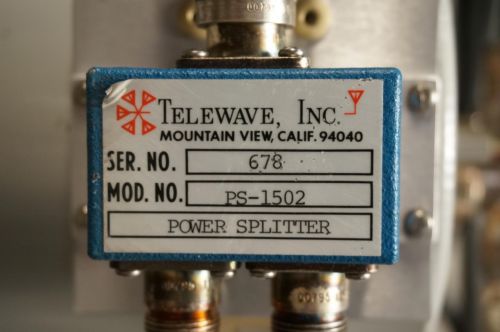 TELEWAVE, INC.
MOUNTAIN VIEW, CALIF. 94040
SER. NO. 678
MOD. NO. PS-1502
POWER SPLITTER